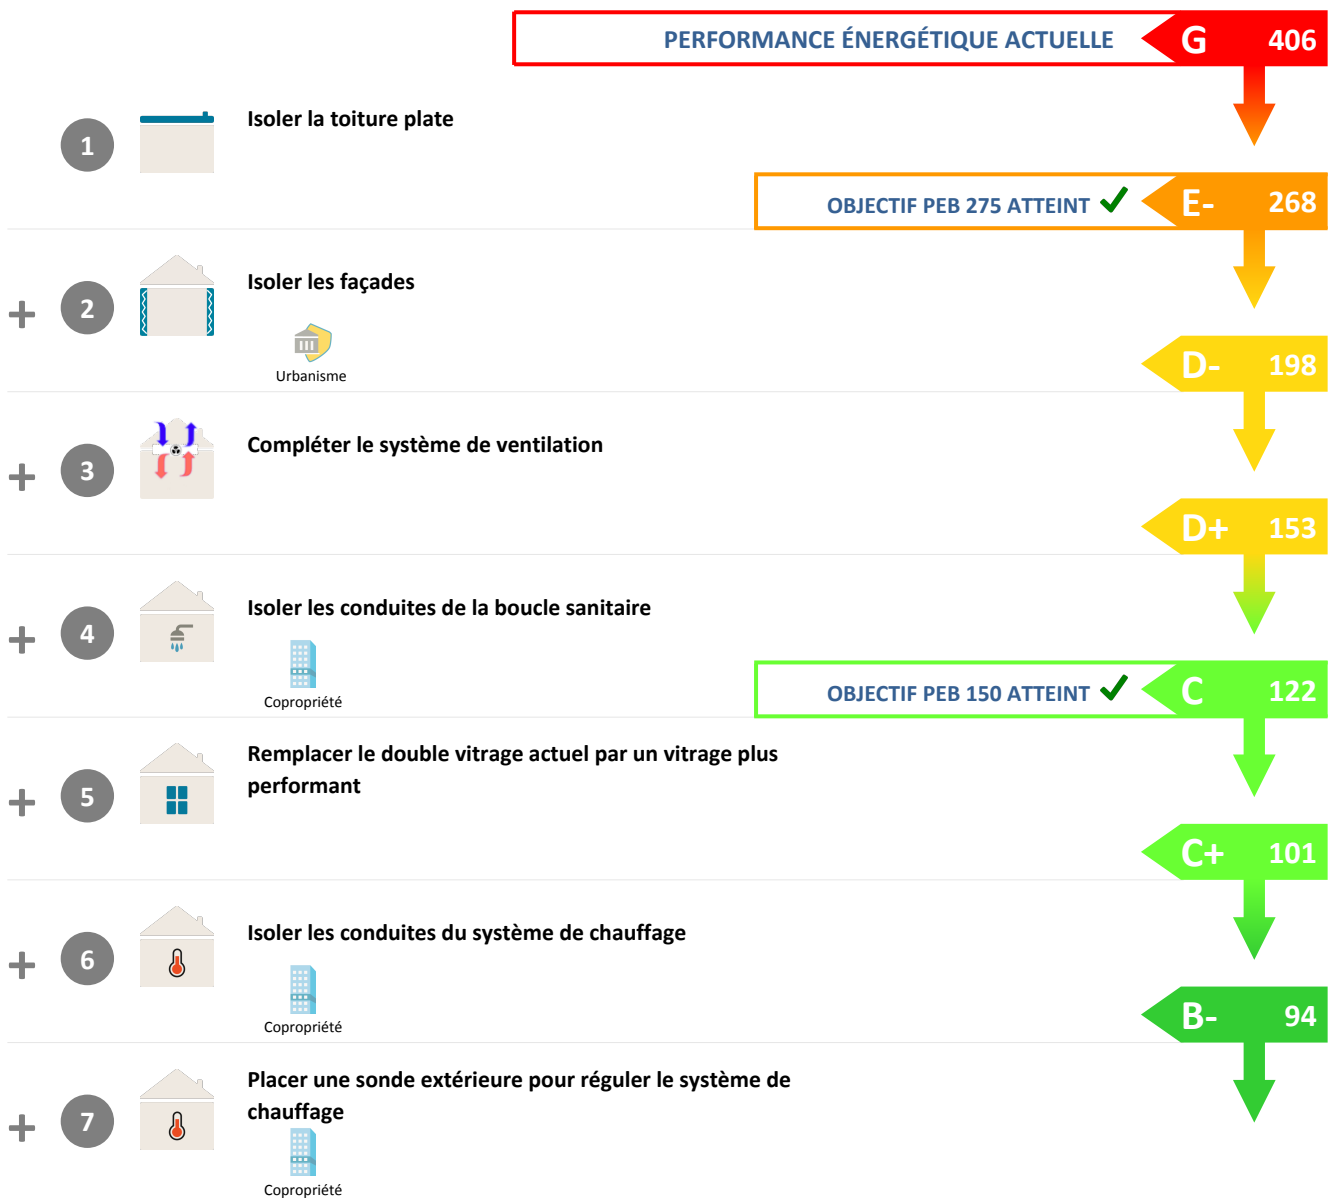 PERFORMANCE ÉNERGÉTIQUE ACTUELLE G 406
1 Isoler la toiture plate
OBJECTIF PEB 275 ATTEINT E- 268
+ 2 Isoler les façades
Urbanisme
D- 198
+ 3 Compléter le système de ventilation
D+ 153
+ 4 Isoler les conduites de la boucle sanitaire
Copropriété
OBJECTIF PEB 150 ATTEINT C 122
+ 5 Remplacer le double vitrage actuel par un vitrage plus
performant
C+ 101
+ 6 Isoler les conduites du système de chauffage
Copropriété
B- 94
+ 7 Placer une sonde extérieure pour réguler le système de
chauffage
Copropriété